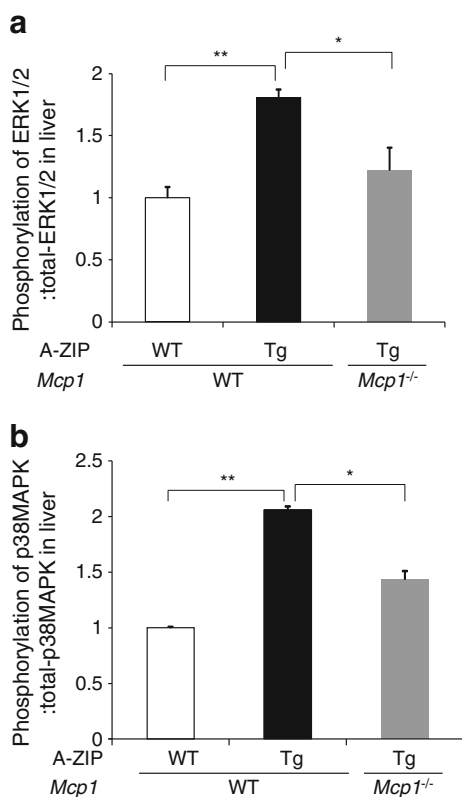 a
** *
Phosphorylation of ERK1/2
:total-ERK1/2 in liver
2
1.5
1
0.5
0
A-ZIP WT Tg Tg
Mcp1 WT Mcp1-/-
b
** *
Phosphorylation of p38MAPK
:total-p38MAPK in liver
2.5
2
1.5
1
0.5
0
A-ZIP WT Tg Tg
Mcp1 WT Mcp1-/-